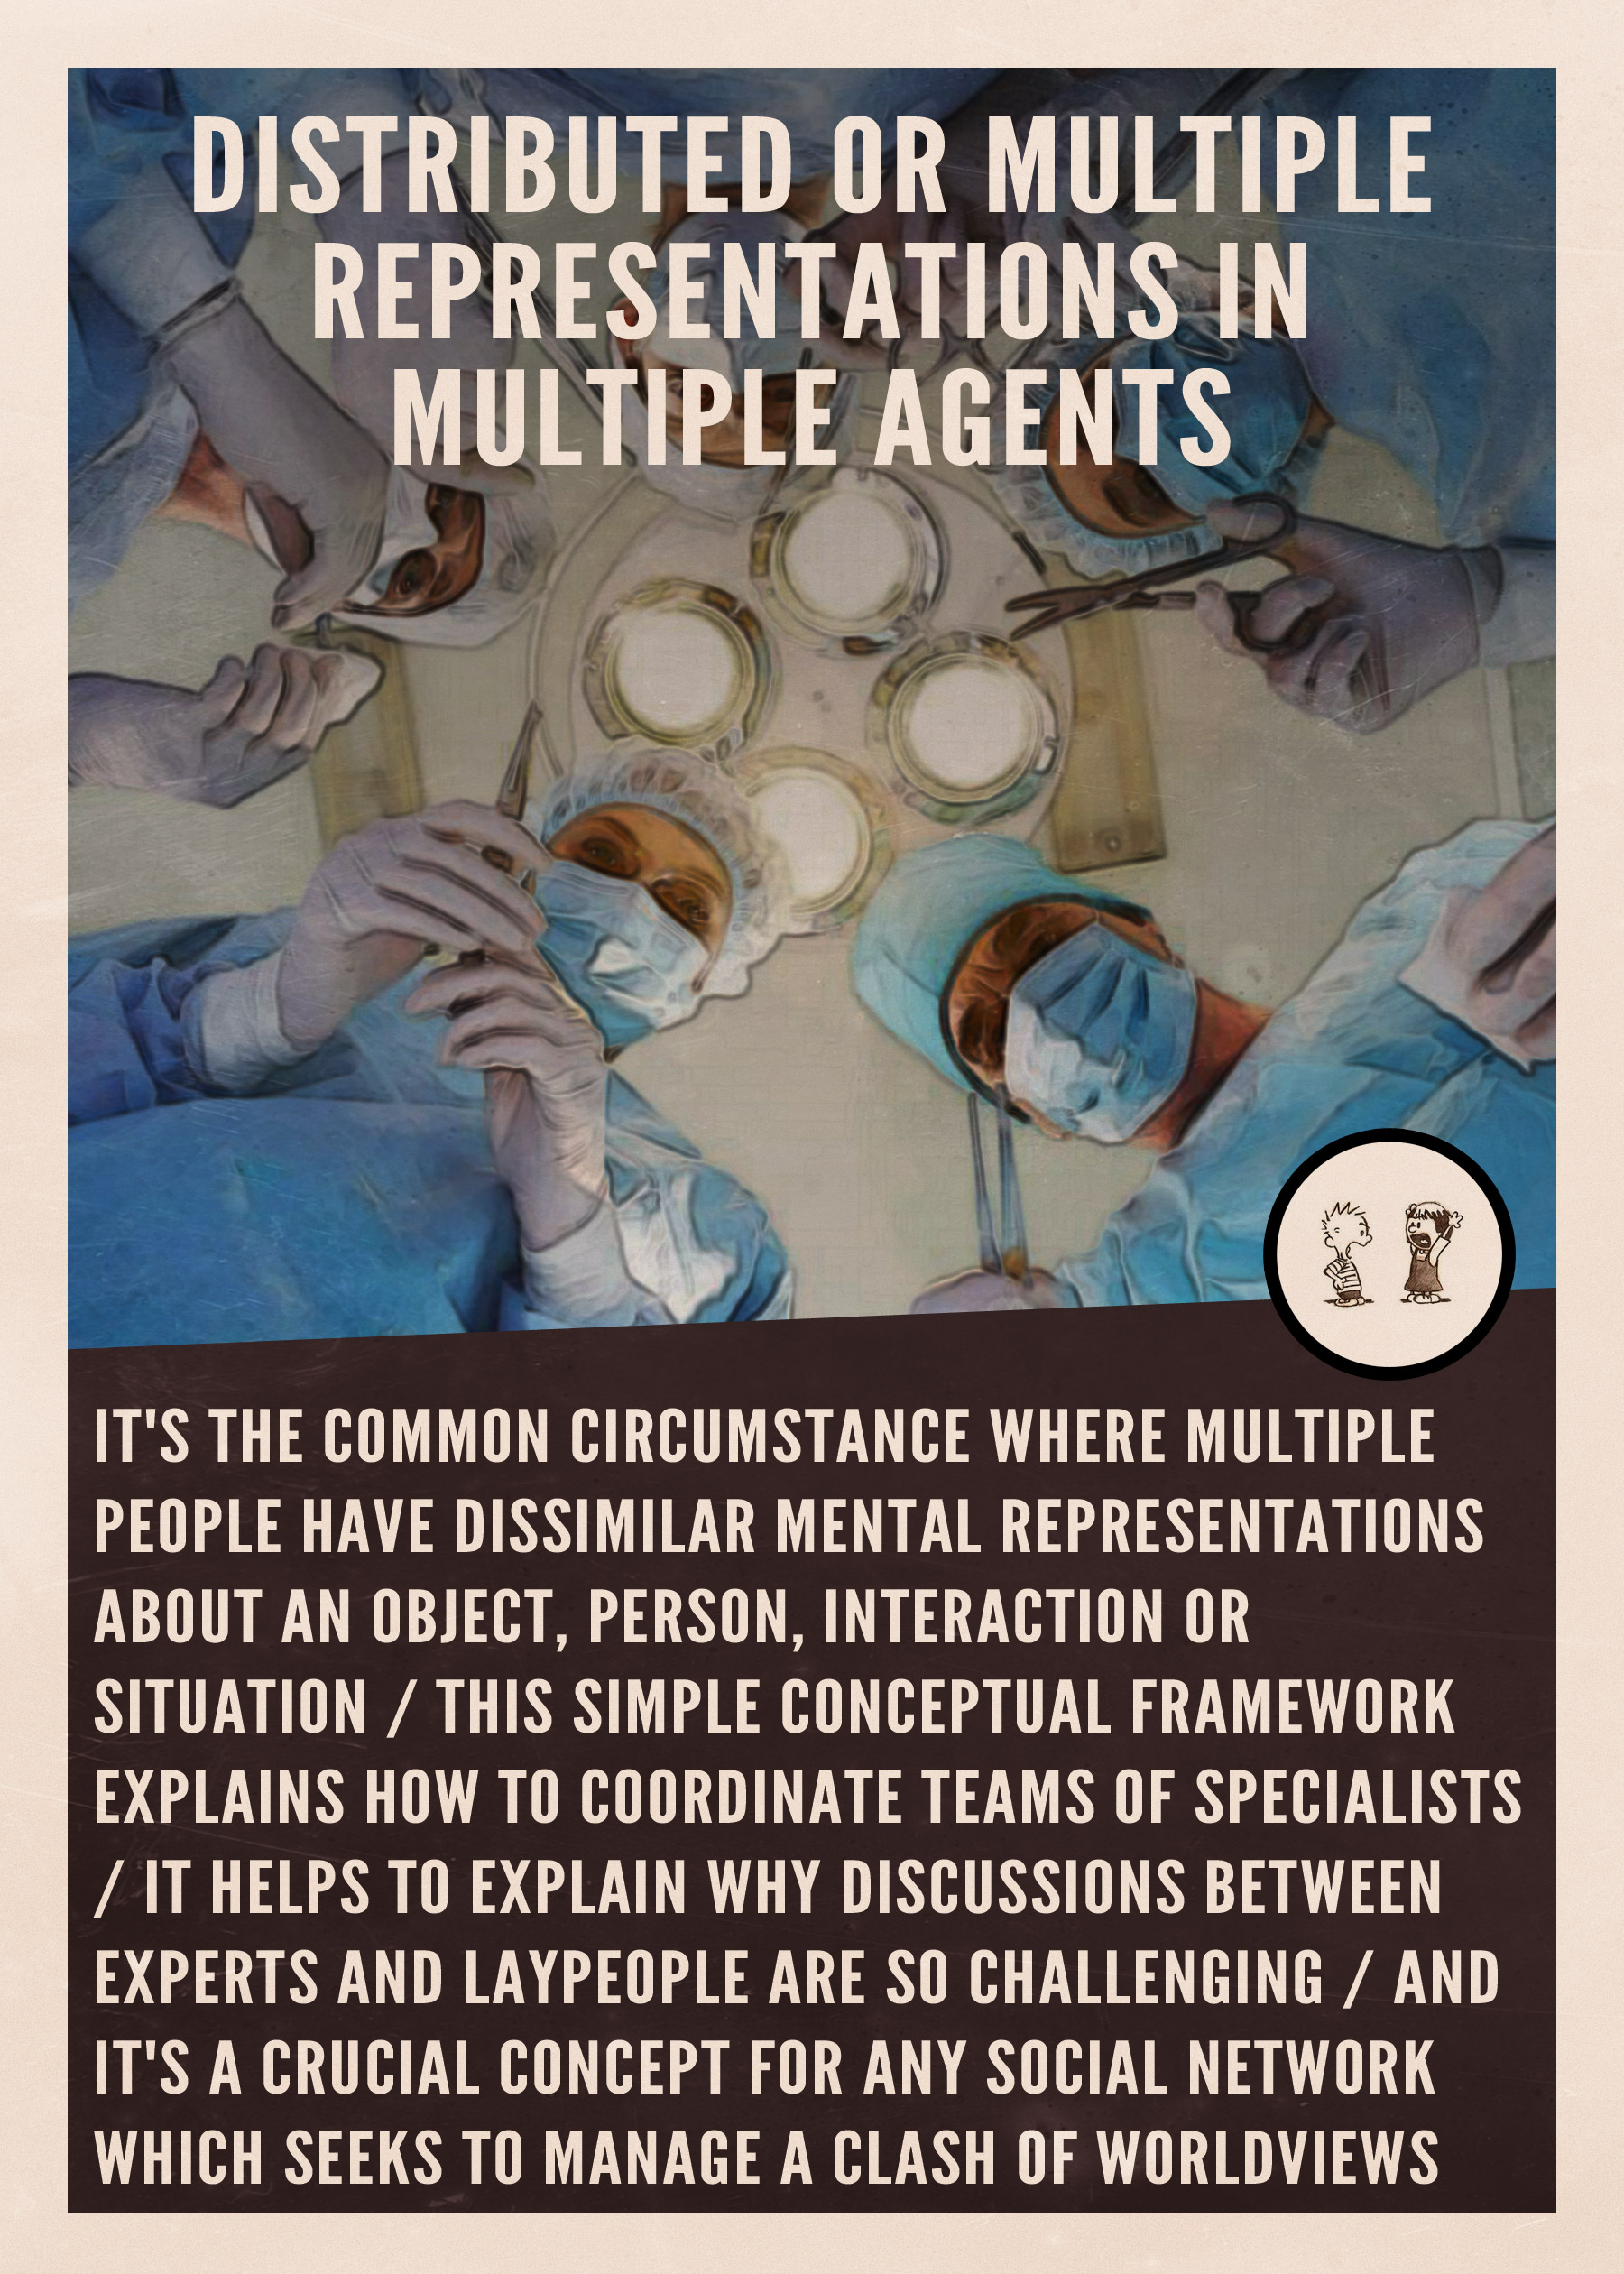 DISTRIBUTED OR MULTIPLE
REPRESENTATIONS IN
MULTIPLE AGENTS
IT'S THE COMMON CIRCUMSTANCE WHERE MULTIPLE
PEOPLE HAVE DISSIMILAR MENTAL REPRESENTATIONS
ABOUT AN OBJECT, PERSON, INTERACTION OR
SITUATION / THIS SIMPLE CONCEPTUAL FRAMEWORK
EXPLAINS HOW TO COORDINATE TEAMS OF SPECIALISTS
/ IT HELPS TO EXPLAIN WHY DISCUSSIONS BETWEEN
EXPERTS AND LAYPEOPLE ARE SO CHALLENGING / AND
IT'S A CRUCIAL CONCEPT FOR ANY SOCIAL NETWORK
WHICH SEEKS TO MANAGE A CLASH OF WORLDVIEWS